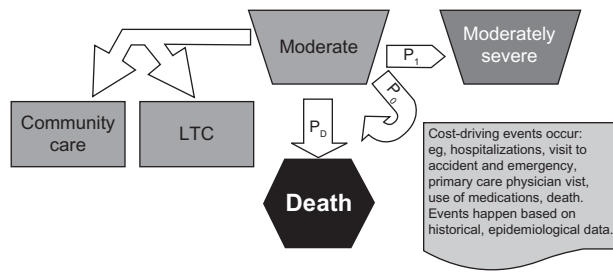 Moderate
Moderately
severe
P1
P0
PD
Community
care
LTC
Death
Cost-driving events occur:
eg, hospitalizations, visit to
accident and emergency,
primary care physician vist,
use of medications, death.
Events happen based on
historical, epidemiological data.